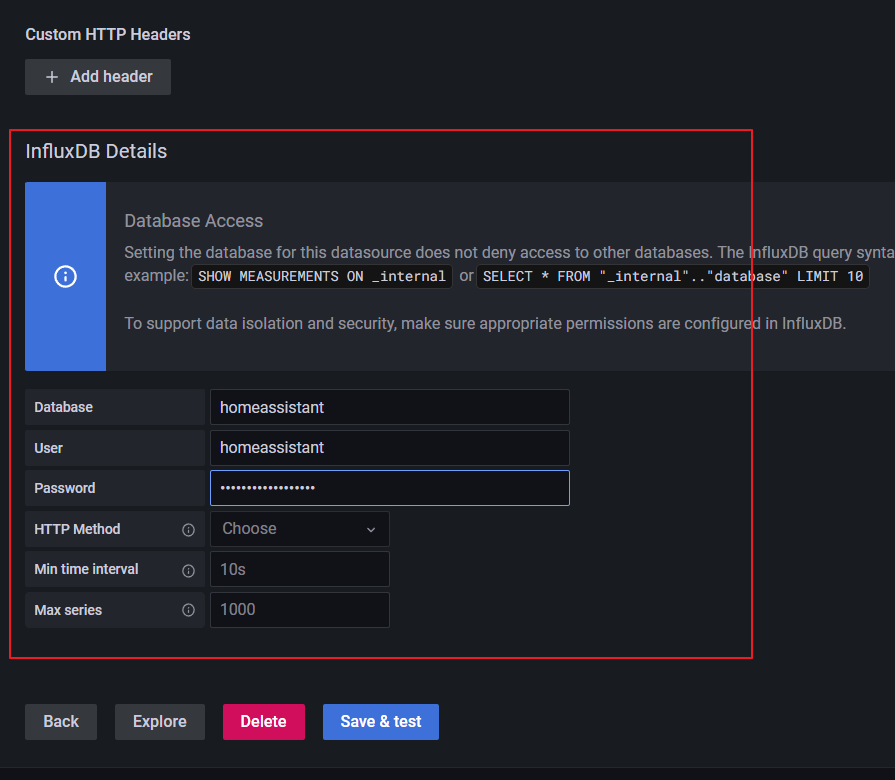 Custom HTTP Headers
+ Add header
InfluxDB Details
Database Access
Setting the database for this datasource does not deny access to other databases. The InfluxDB query synta
example: SHOW MEASUREMENTS ON _internal or SELECT * FROM "_internal".."database" LIMIT 10
To support data isolation and security, make sure appropriate permissions are configured in InfluxDB.
Database homeassistant
User homeassistant
Password ••••••••••••••••••
HTTP Method Choose
Min time interval 10s
Max series 1000
Back Explore Delete Save & test